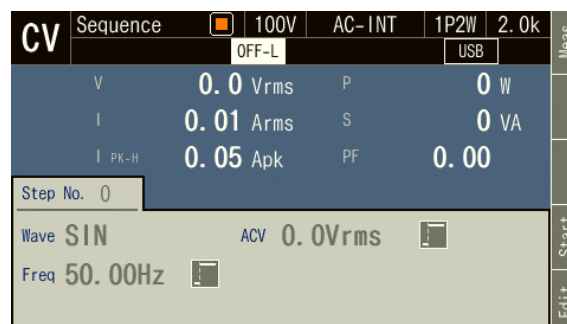 CV Sequence 100V AC-INT 1P2W 2.0k
OFF-L USB
Meas
V 0.0 Vrms P 0 W
I 0.01 Arms S 0 VA
I PK-H 0.05 Apk PF 0.00
Step No. 0
Wave SIN ACV 0.0Vrms
Freq 50.00Hz
Start
Edit